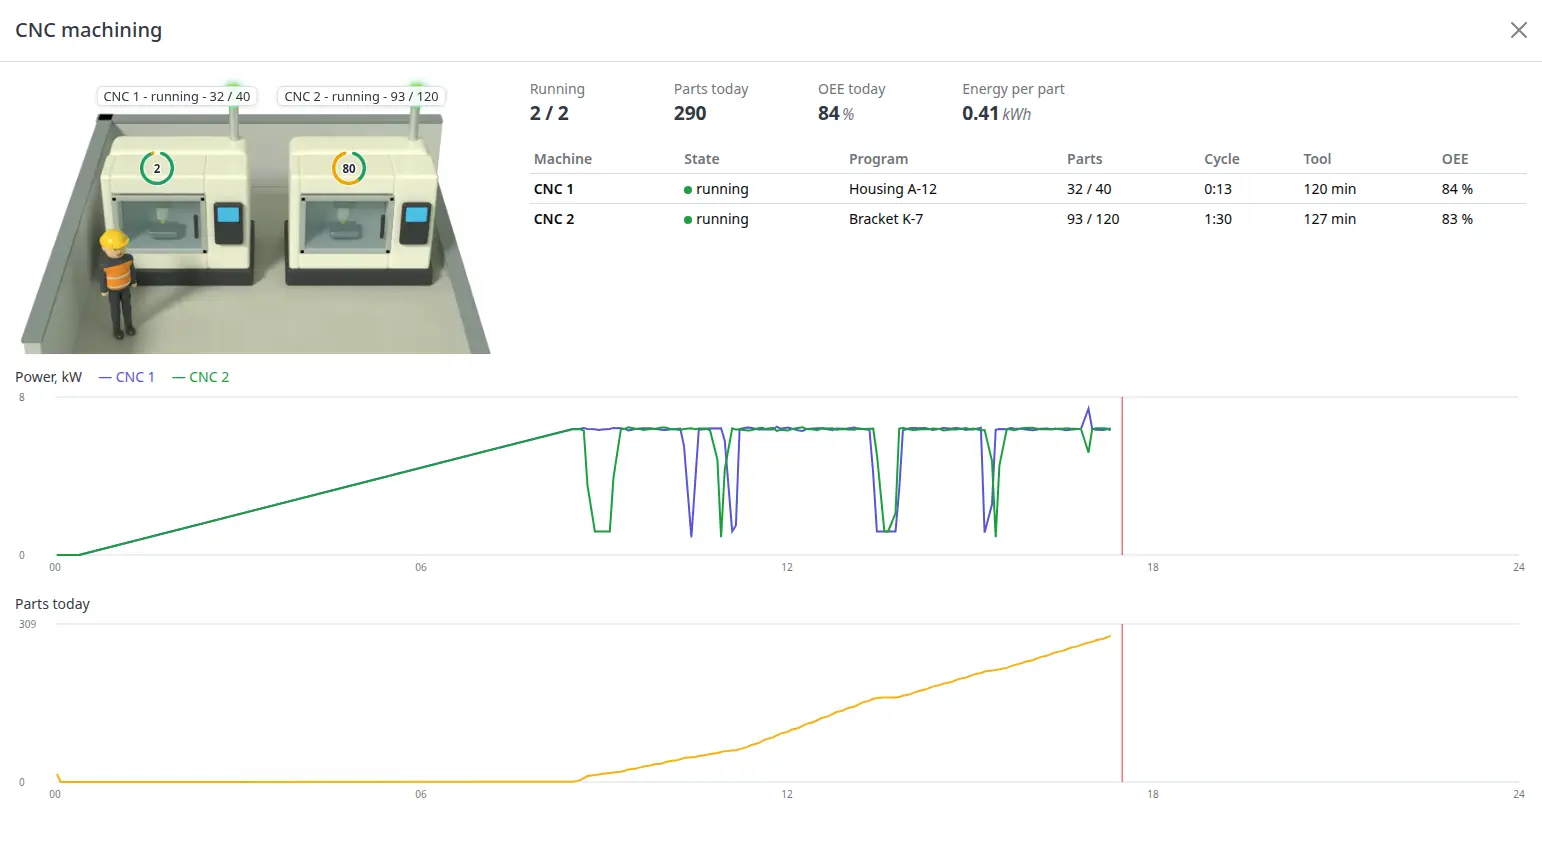 CNC machining
CNC 1 - running - 32 / 40
CNC 2 - running - 93 / 120
2
80
Running
2 / 2
Parts today
290
OEE today
84 %
Energy per part
0.41 kWh
Machine State Program Parts Cycle Tool OEE
CNC 1 running Housing A-12 32 / 40 0:13 120 min 84 %
CNC 2 running Bracket K-7 93 / 120 1:30 127 min 83 %
Power, kW — CNC 1 — CNC 2
8
0
00 06 12 18 24
Parts today
309
0
00 06 12 18 24